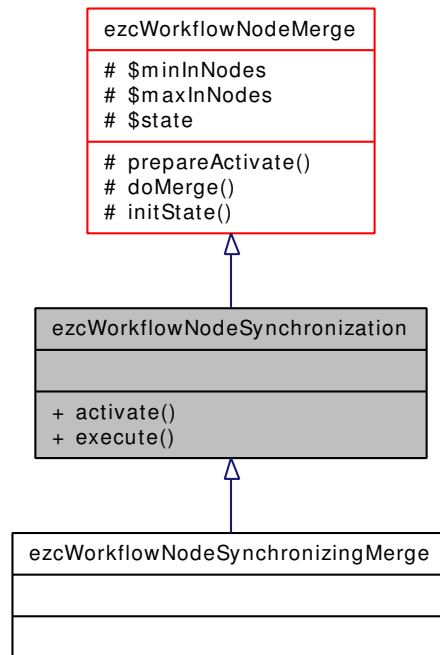 ezcWorkflowNodeMerge
# $minInNodes
# $maxInNodes
# $state
# prepareActivate()
# doMerge()
# initState()
ezcWorkflowNodeSynchronization
+ activate()
+ execute()
ezcWorkflowNodeSynchronizingMerge